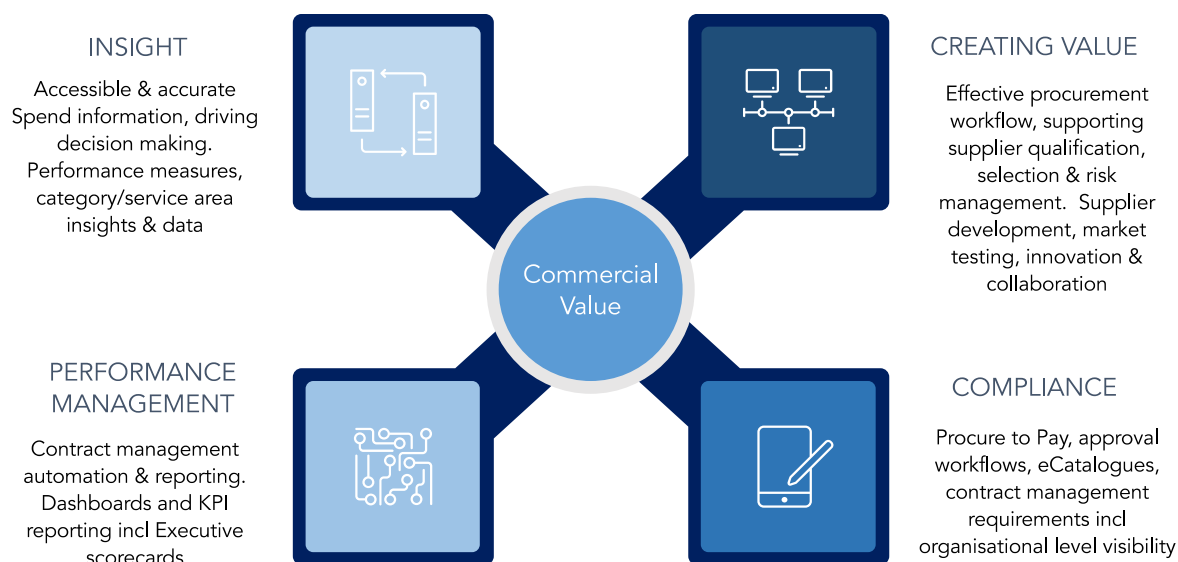 INSIGHT
Accessible & accurate
Spend information, driving
decision making.
Performance measures,
category/service area
insights & data
CREATING VALUE
Effective procurement
workflow, supporting
supplier qualification,
selection & risk
management.  Supplier
development, market
testing, innovation &
collaboration
Commercial
Value
PERFORMANCE
MANAGEMENT
Contract management
automation & reporting.
Dashboards and KPI
reporting incl Executive
scorecards
COMPLIANCE
Procure to Pay, approval
workflows, eCatalogues,
contract management
requirements incl
organisational level visibility